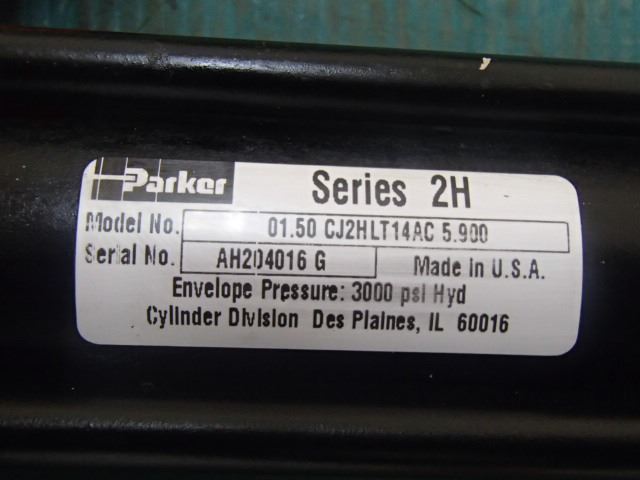 Parker Series 2H
Model No. 01.50 CJ2HLT14AC 5.900
Serial No. AH204016 G Made in U.S.A.
Envelope Pressure: 3000 psi Hyd
Cylinder Division Des Plaines, IL 60016